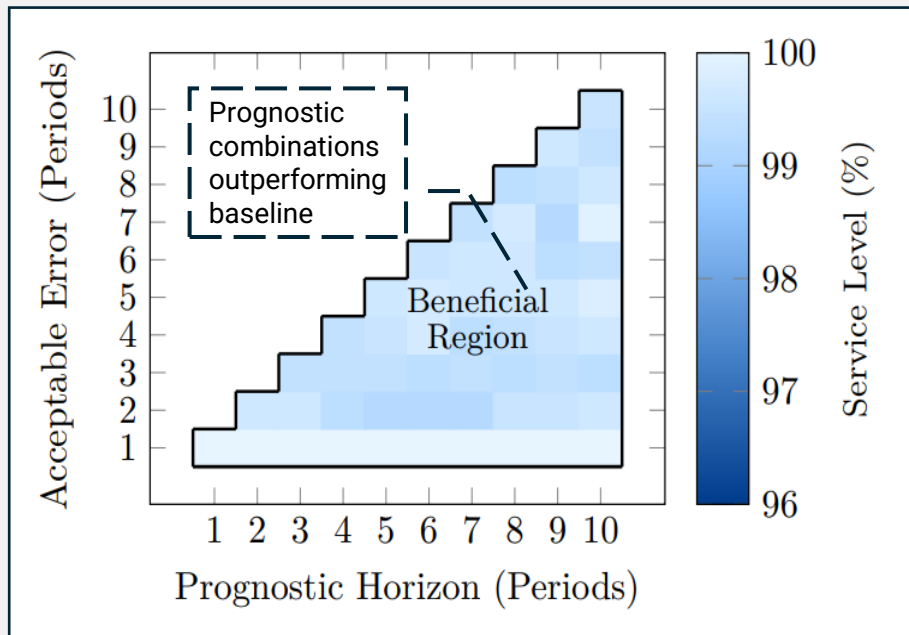 Prognostic
combinations
outperforming
baseline
Beneficial
Region
Acceptable Error (Periods)
10
9
8
7
6
5
4
3
2
1
1 2 3 4 5 6 7 8 9 10
Prognostic Horizon (Periods)
100
99
98
97
96
Service Level (%)